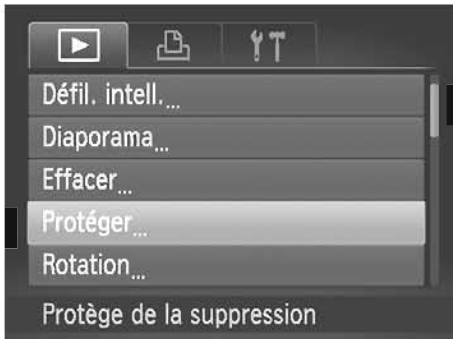 Défil. intell....
Diaporama...
Effacer...
Protéger...
Rotation...
Protège de la suppression